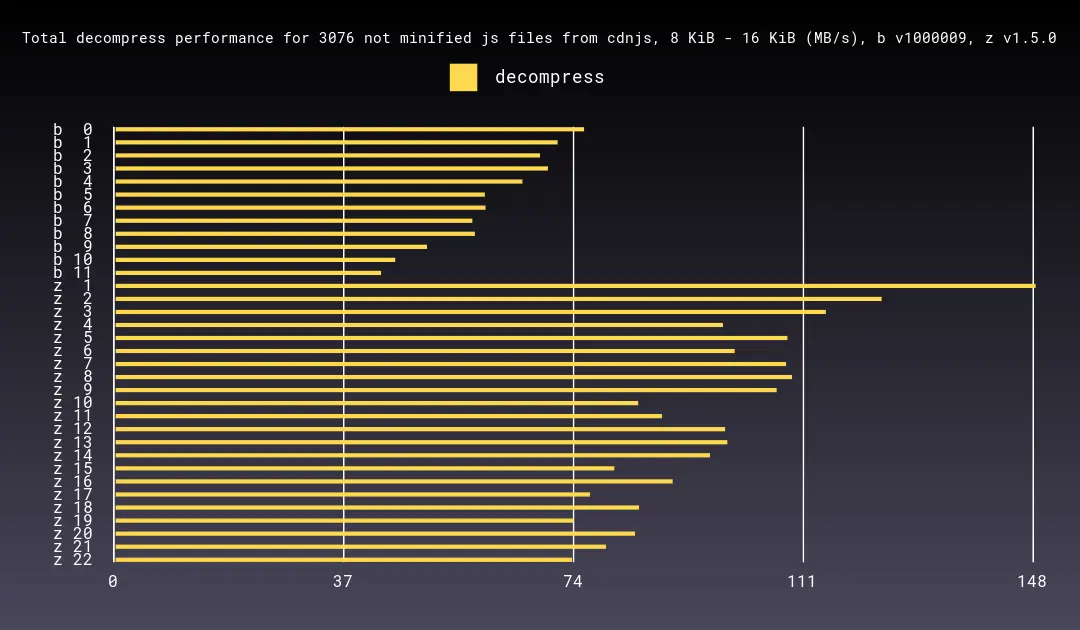 Total decompress performance for 3076 not minified js files from cdnjs, 8 KiB - 16 KiB (MB/s), b v1000009, z v1.5.0
decompress
b 0
b 1
b 2
b 3
b 4
b 5
b 6
b 7
b 8
b 9
b 10
b 11
z 1
z 2
z 3
z 4
z 5
z 6
z 7
z 8
z 9
z 10
z 11
z 12
z 13
z 14
z 15
z 16
z 17
z 18
z 19
z 20
z 21
z 22
0 37 74 111 148